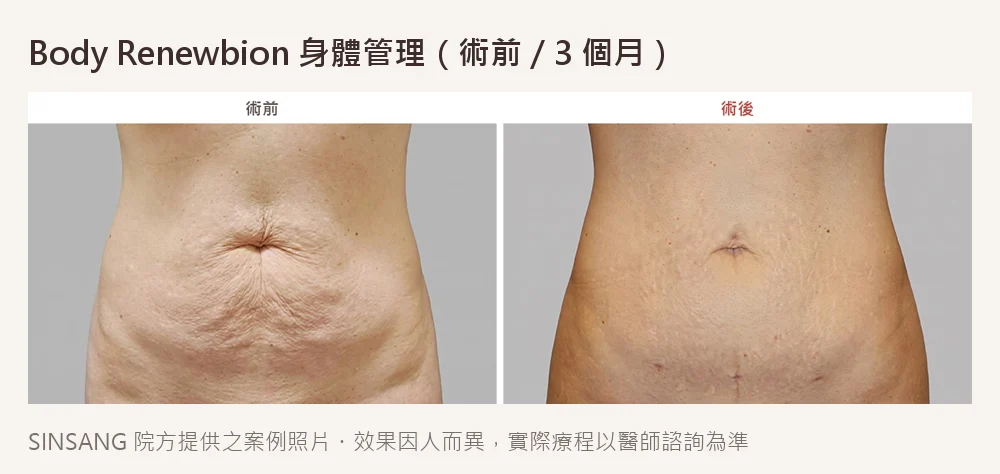 Body Renewbion 身體管理（術前 / 3 個月）
術前
術後
SINSANG 院方提供之案例照片・效果因人而異，實際療程以醫師諮詢為準